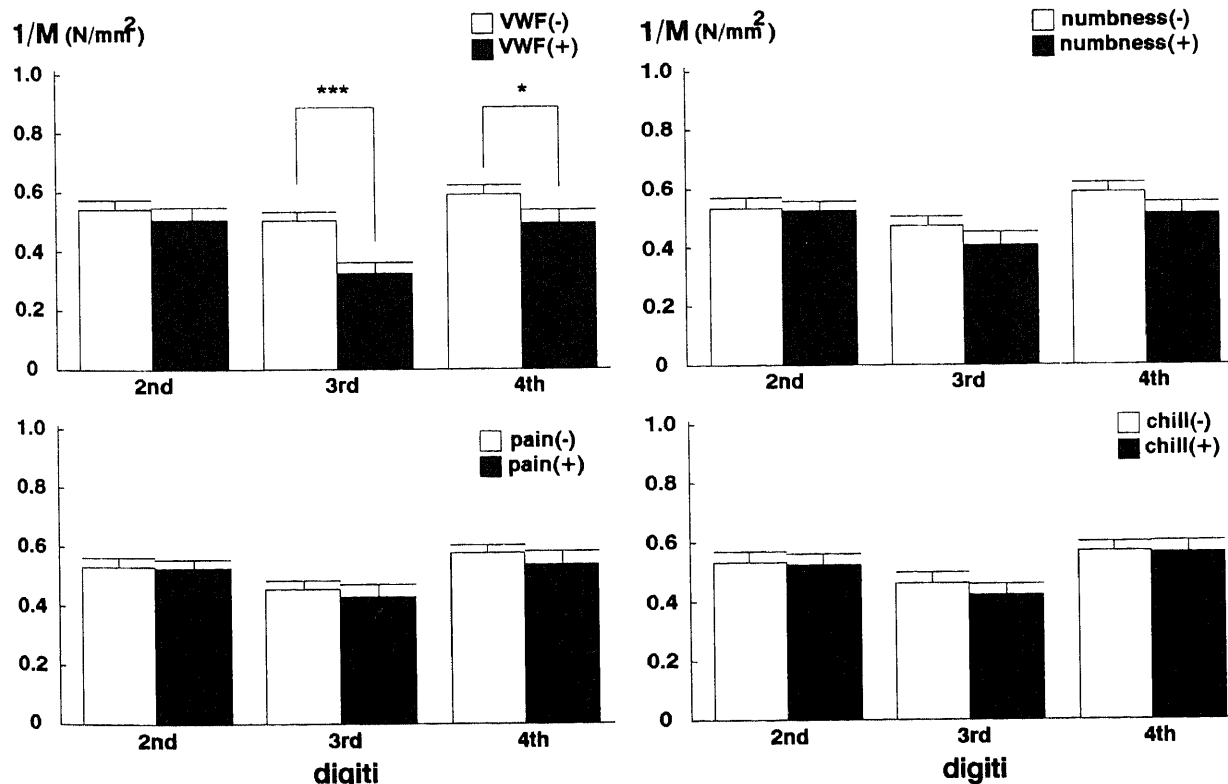 1/M (N/mm²)
VWF(-)
VWF(+)
1.0
0.8
0.6
0.4
0.2
0
***
*
2nd 3rd 4th
1/M (N/mm²)
numbness(-)
numbness(+)
1.0
0.8
0.6
0.4
0.2
0
2nd 3rd 4th
pain(-)
pain(+)
1.0
0.8
0.6
0.4
0.2
0
2nd 3rd 4th
digiti
chill(-)
chill(+)
1.0
0.8
0.6
0.4
0.2
0
2nd 3rd 4th
digiti